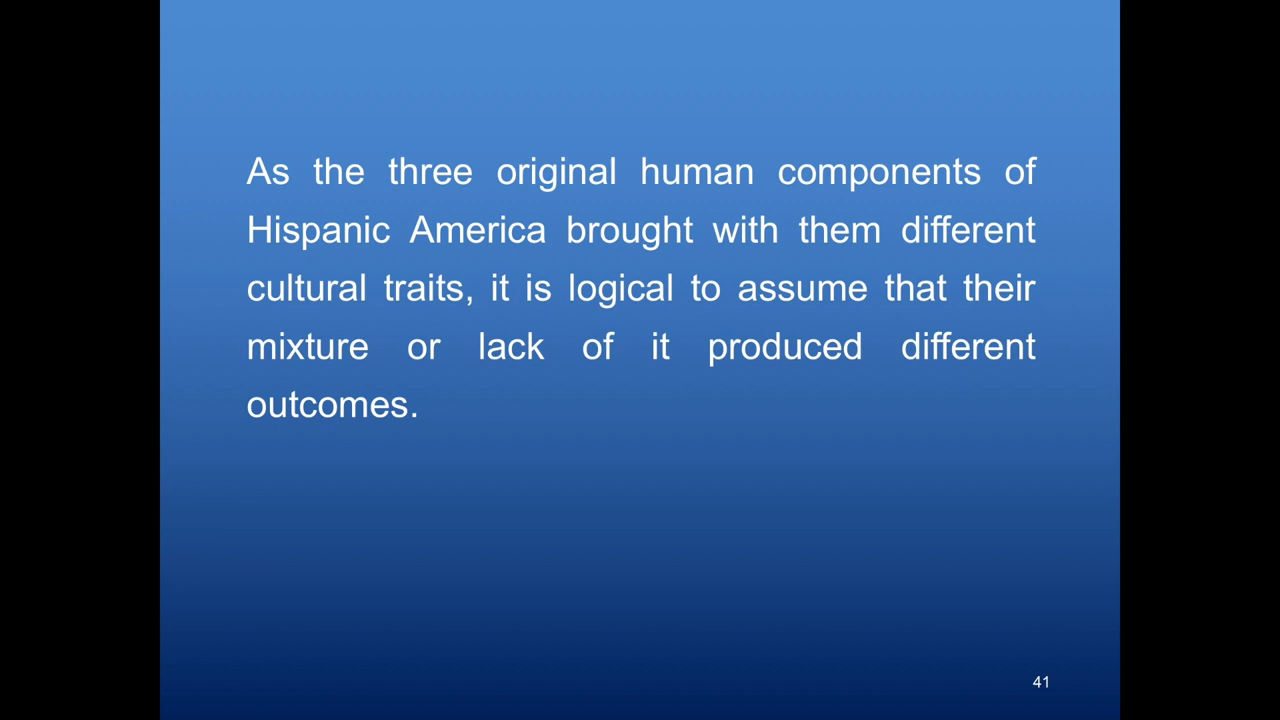 As the three original human components of
Hispanic America brought with them different
cultural traits, it is logical to assume that their
mixture or lack of it produced different
outcomes.
41